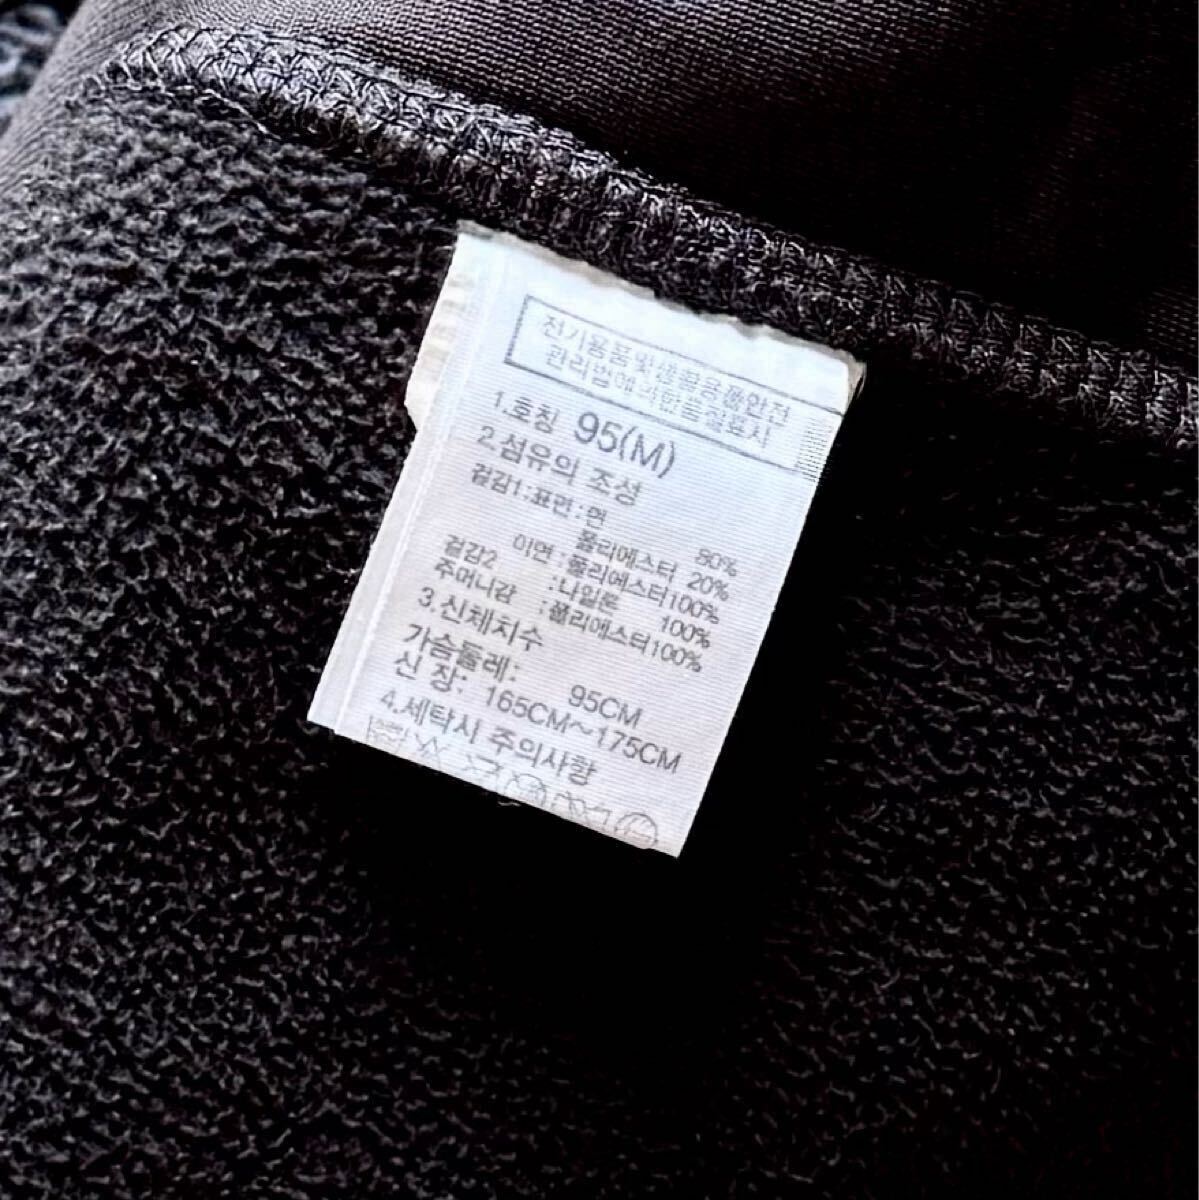 전기용품및생활용품안전
관리법에의한품질표시
1.호칭 95(M)
2.섬유의 조성
겉감1:표면:면 80%
폴리에스터 20%
이면:폴리에스터100%
겉감2 :나일론 100%
주머니감 :폴리에스터100%
3.신체치수
가슴둘레: 95CM
신 장: 165CM~175CM
4.세탁시 주의사항